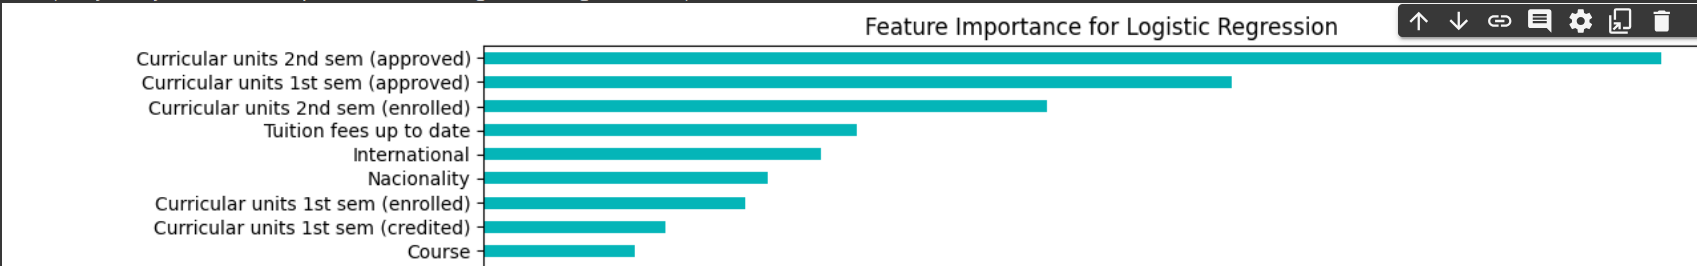 Feature Importance for Logistic Regression
Curricular units 2nd sem (approved)
Curricular units 1st sem (approved)
Curricular units 2nd sem (enrolled)
Tuition fees up to date
International
Nacionality
Curricular units 1st sem (enrolled)
Curricular units 1st sem (credited)
Course